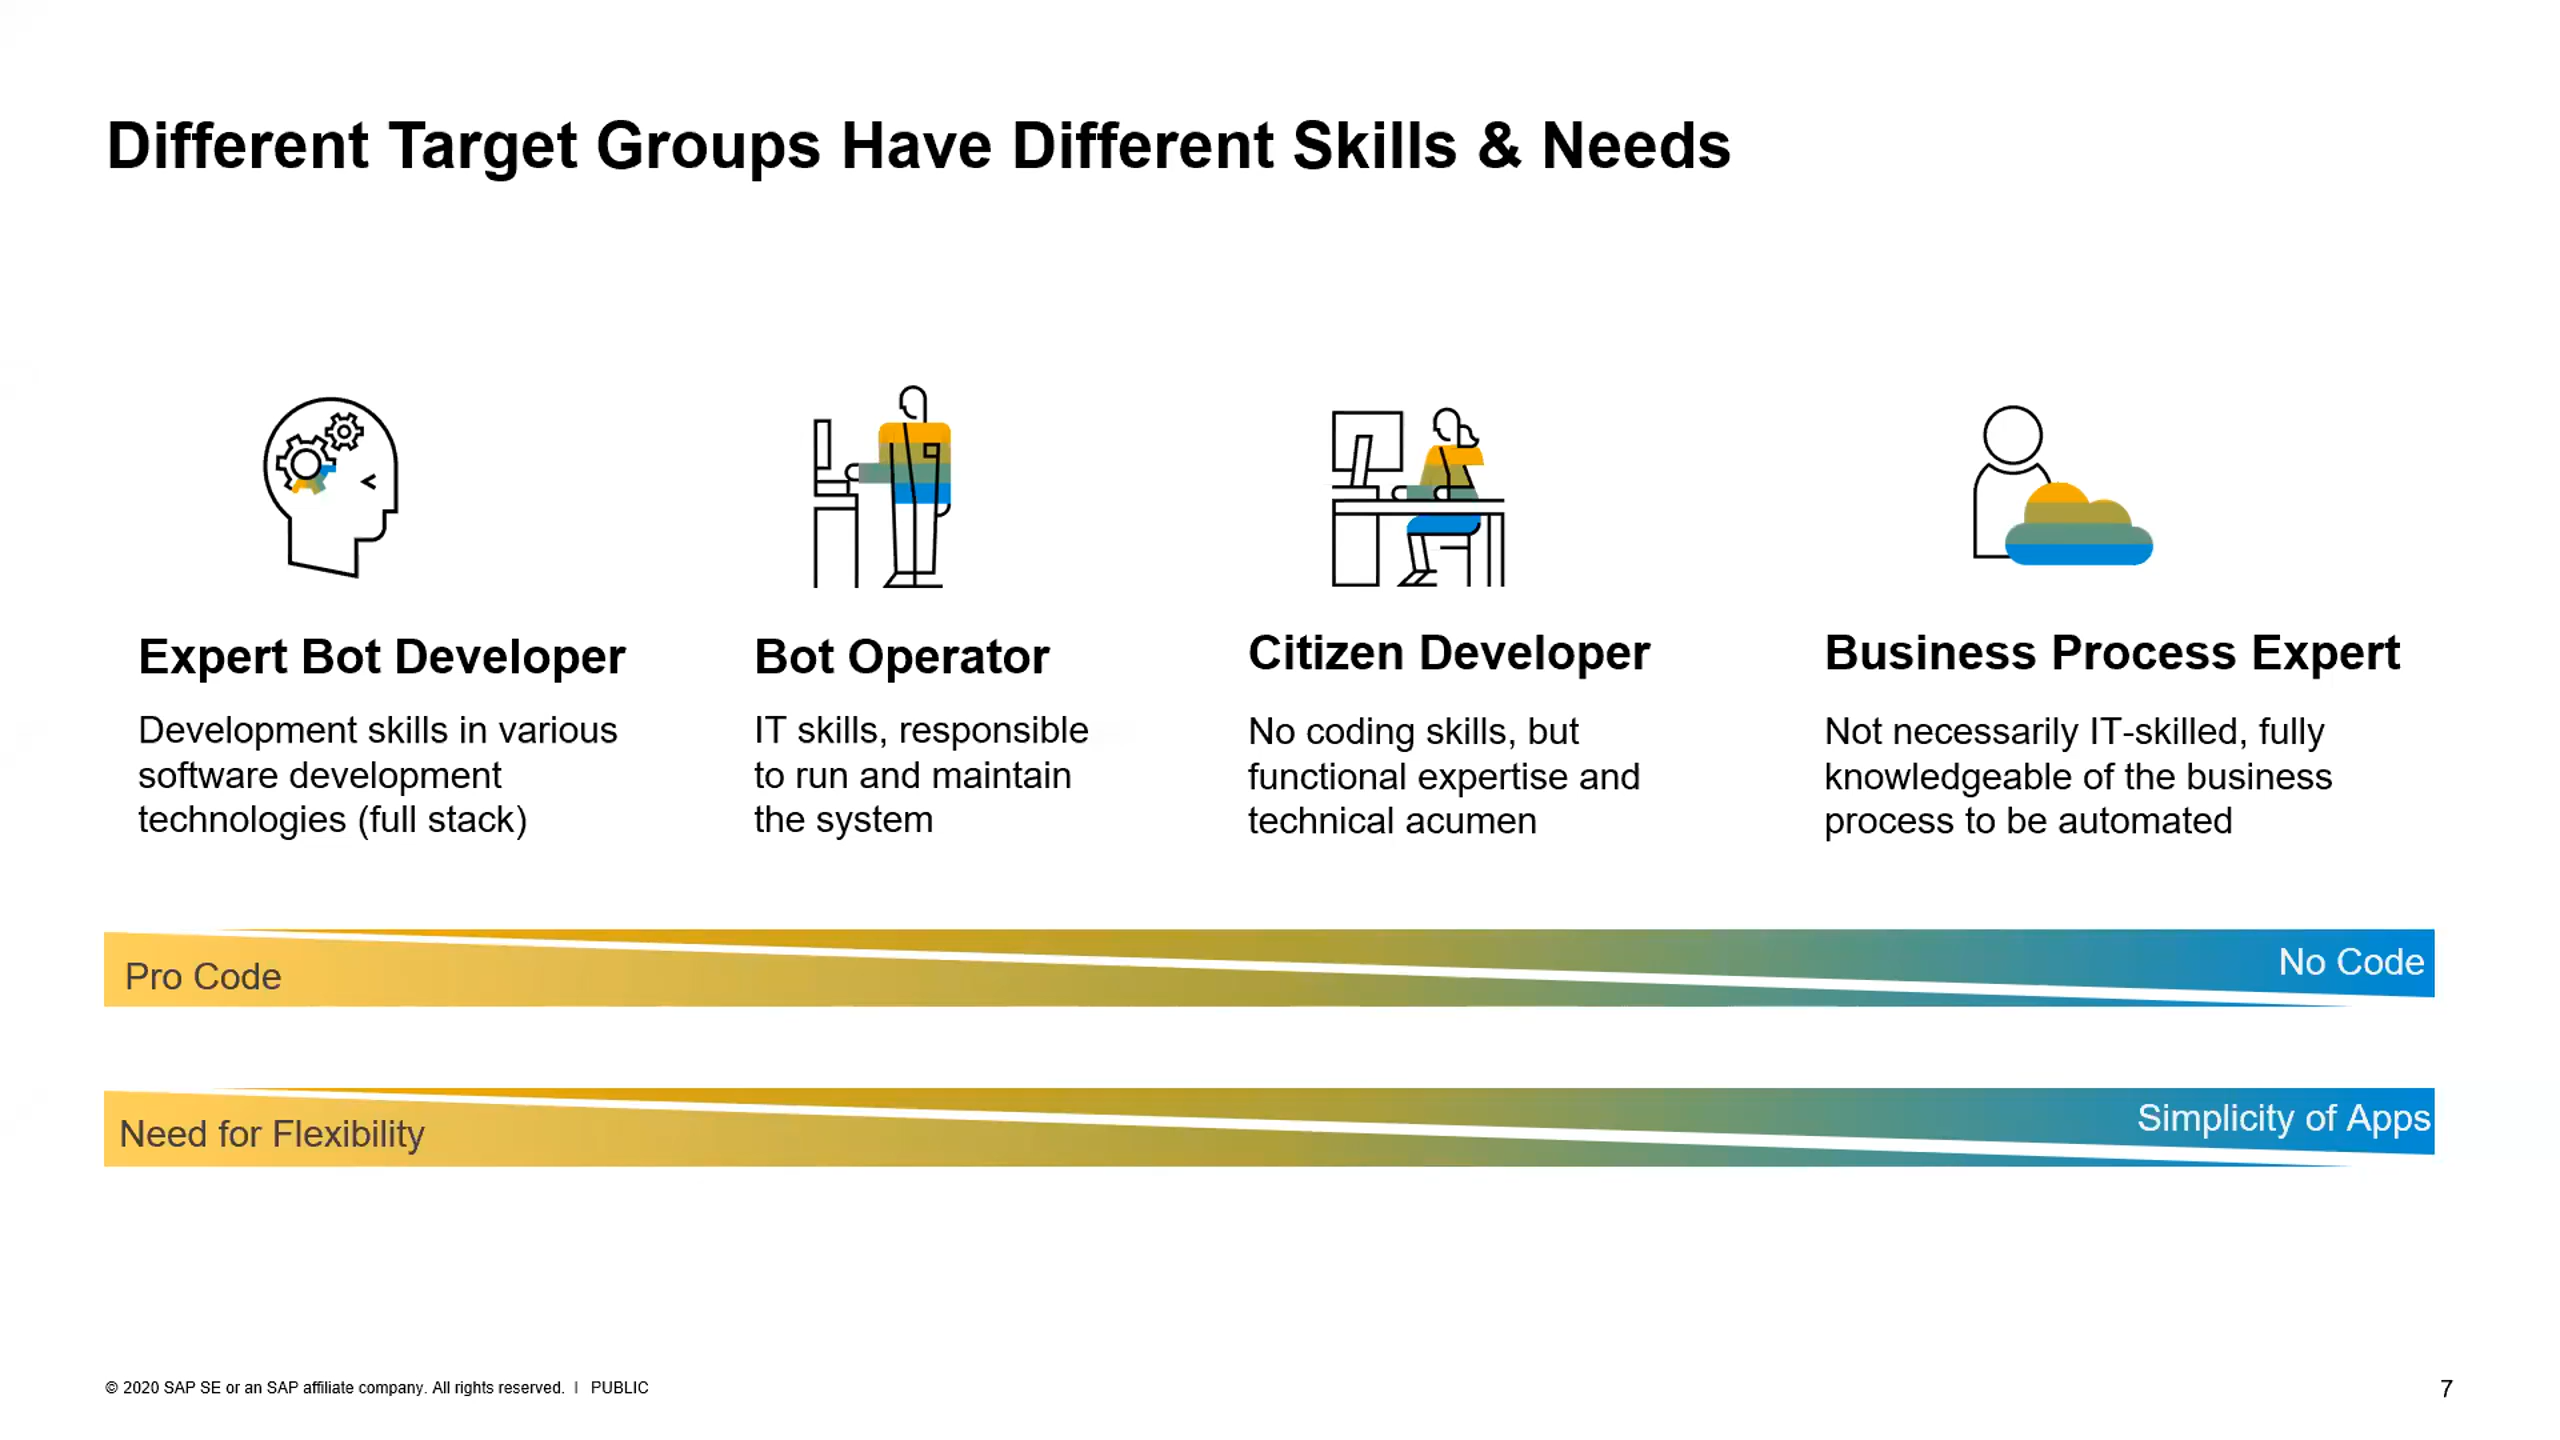 Different Target Groups Have Different Skills & Needs
Expert Bot Developer
Development skills in various
software development
technologies (full stack)
Bot Operator
IT skills, responsible
to run and maintain
the system
Citizen Developer
No coding skills, but
functional expertise and
technical acumen
Business Process Expert
Not necessarily IT-skilled, fully
knowledgeable of the business
process to be automated
Pro Code
No Code
Need for Flexibility
Simplicity of Apps
© 2020 SAP SE or an SAP affiliate company. All rights reserved. | PUBLIC
7